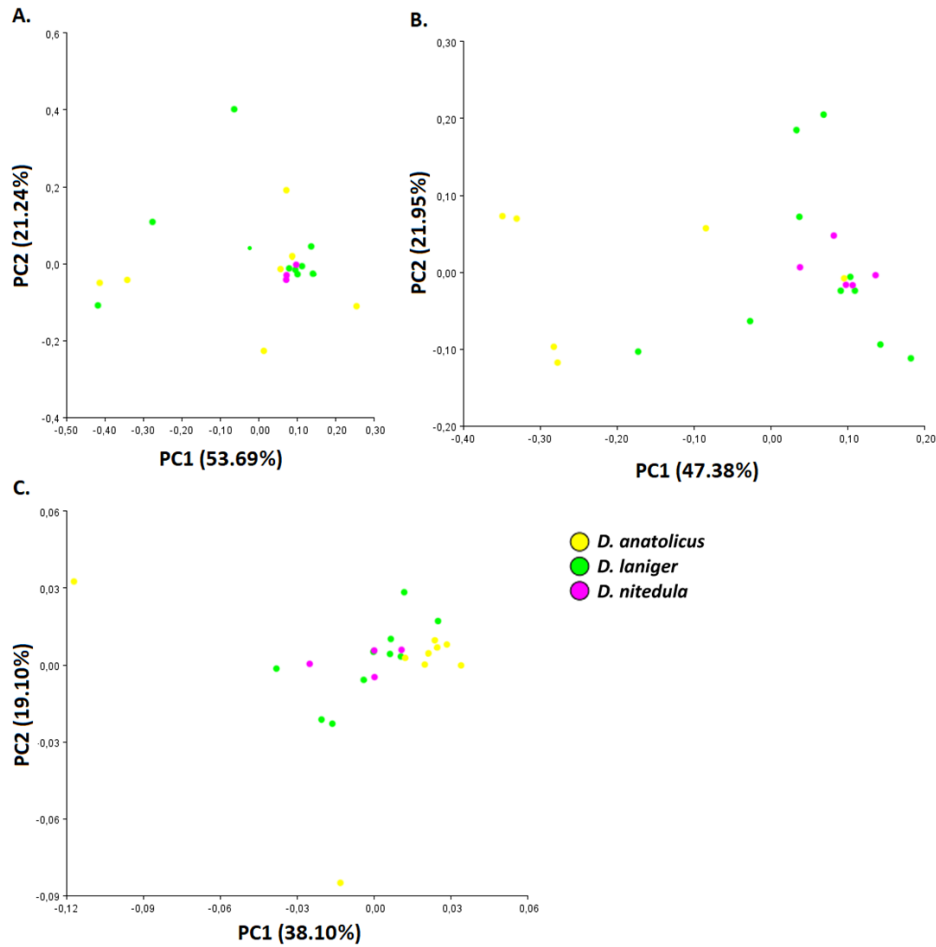 A.
0,6
0,4
0,2
0,0
-0,2
-0,4
-0,50 -0,40 -0,30 -0,20 -0,10 0,00 0,10 0,20 0,30
PC2 (21.24%)
PC1 (53.69%)
B.
0,30
0,20
0,10
0,00
-0,10
-0,20
-0,40 -0,30 -0,20 -0,10 0,00 0,10 0,20
PC2 (21.95%)
PC1 (47.38%)
C.
0,06
0,03
0,00
-0,03
-0,06
-0,09
-0,12 -0,09 -0,06 -0,03 0,00 0,03 0,06
PC2 (19.10%)
PC1 (38.10%)
D. anatolicus
D. laniger
D. nitedula